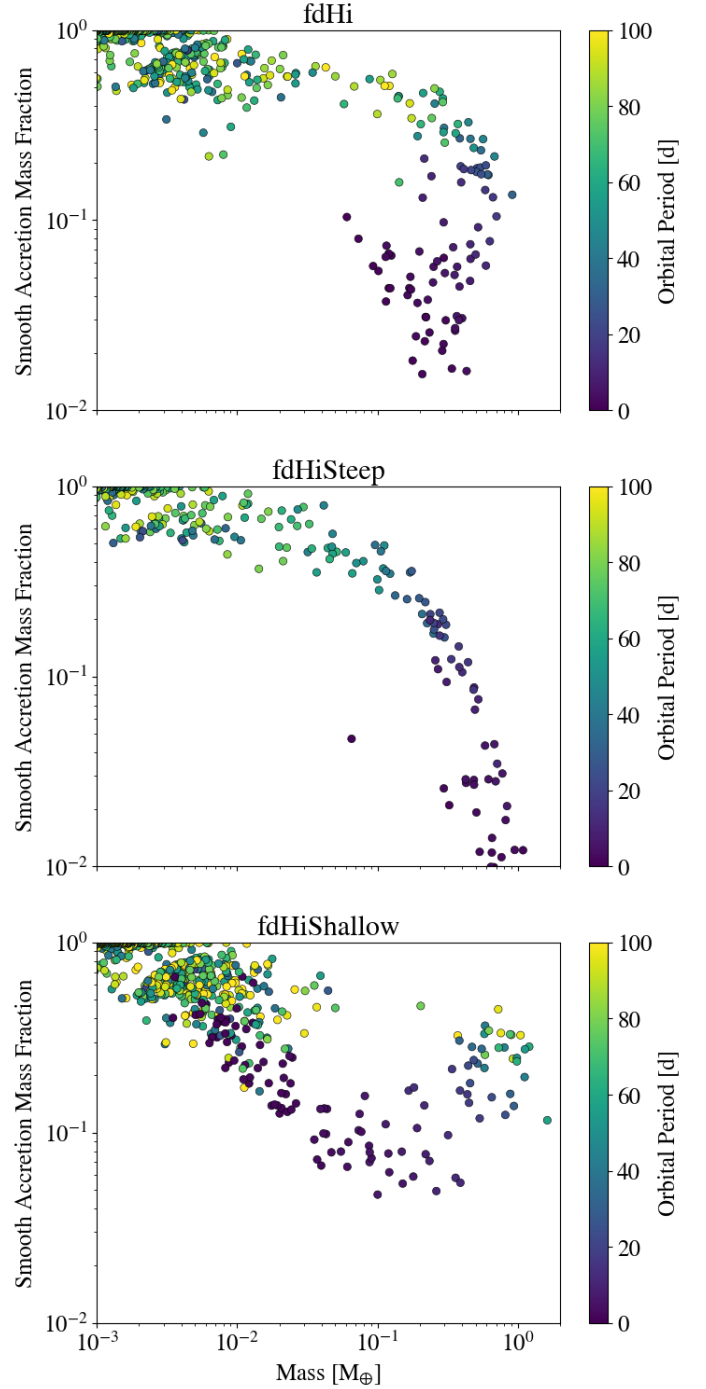 fdHi
10⁰
10⁻¹
10⁻²
Smooth Accretion Mass Fraction
100
80
60
40
20
0
Orbital Period [d]
fdHiSteep
10⁰
10⁻¹
10⁻²
Smooth Accretion Mass Fraction
100
80
60
40
20
0
Orbital Period [d]
fdHiShallow
10⁰
10⁻¹
10⁻²
Smooth Accretion Mass Fraction
100
80
60
40
20
0
Orbital Period [d]
10⁻³ 10⁻² 10⁻¹ 10⁰
Mass [M⊕]